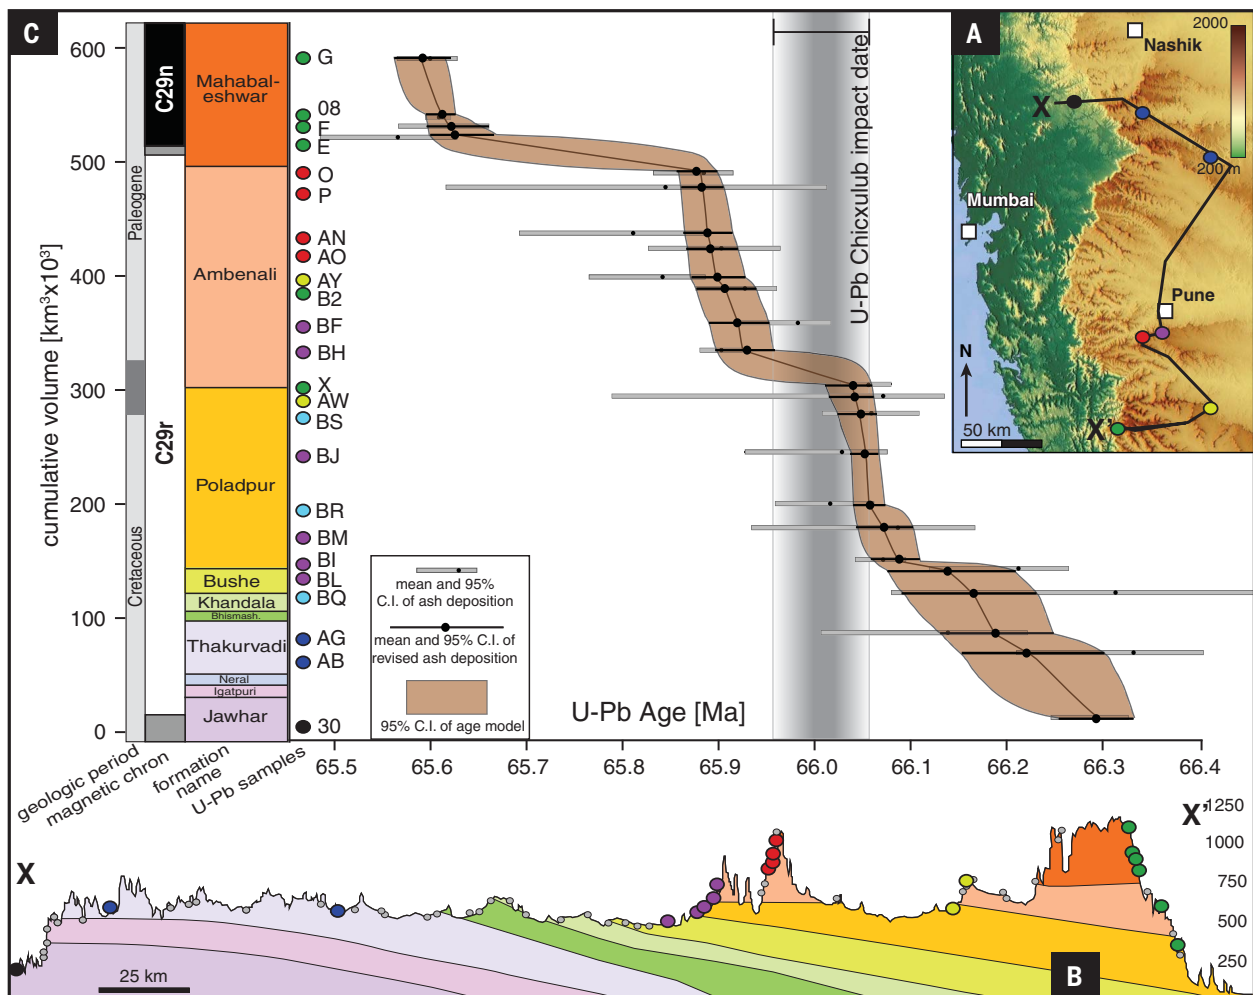 C
600
500
400
300
200
100
0
cumulative volume [km³x10³]
Paleogene
Cretaceous
C29n
C29r
Mahabal-
eshwar
Ambenali
Poladpur
Bushe
Khandala
Bhismash.
Thakurvadi
Neral
Igatpuri
Jawhar
G
08
F
E
O
P
AN
AO
AY
B2
BF
BH
X
AW
BS
BJ
BR
BM
BI
BL
BQ
AG
AB
30
geologic period
magnetic chron
formation
name
U-Pb samples
mean and 95%
C.I. of ash deposition
mean and 95% C.I. of
revised ash deposition
95% C.I. of age model
U-Pb Chicxulub impact date
U-Pb Age [Ma]
65.5
65.6
65.7
65.8
65.9
66.0
66.1
66.2
66.3
66.4
A
2000
200 m
Nashik
X
Mumbai
Pune
N
50 km
X'
X
X'
1250
1000
750
500
250
25 km
B